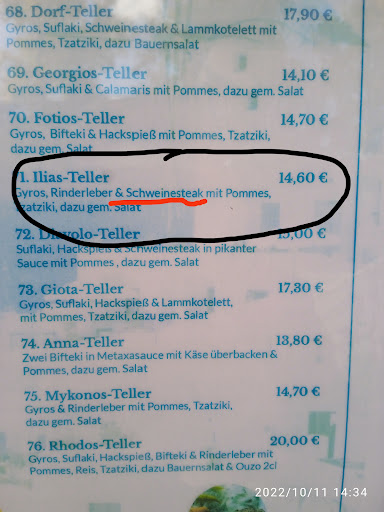 68. Dorf-Teller 17,90 €
Gyros, Suflaki, Schweinesteak & Lammkotelett mit
Pommes, Tzatziki, dazu Bauernsalat
69. Georgios-Teller 14,10 €
Gyros, Suflaki & Calamaris mit Pommes, dazu gem. Salat
70. Fotios-Teller 14,70 €
Gyros, Bifteki & Hackspieß mit Pommes, Tzatziki,
dazu gem. Salat
71. Ilias-Teller 14,60 €
Gyros, Rinderleber & Schweinesteak mit Pommes,
Tzatziki, dazu gem. Salat
72. 
Suflaki, Hackspieß & Schweinesteak in pikanter
Sauce mit Pommes, dazu gem. Salat
73. Giota-Teller 17,30 €
Gyros, Suflaki, Hackspieß & Lammkotelett,
mit Pommes, Tzatziki, dazu gem. Salat
74. Anna-Teller 13,80 €
Zwei Bifteki in Metaxasauce mit Käse überbacken &
Pommes, dazu gem. Salat
75. Mykonos-Teller 14,70 €
Gyros & Rinderleber mit Pommes, Tzatziki,
dazu gem. Salat
76. Rhodos-Teller 20,00 €
Gyros, Suflaki, Hackspieß, Bifteki & Rinderleber mit
Pommes, Reis, Tzatziki, dazu Bauernsalat & Ouzo 2cl
2022/10/11 14:34